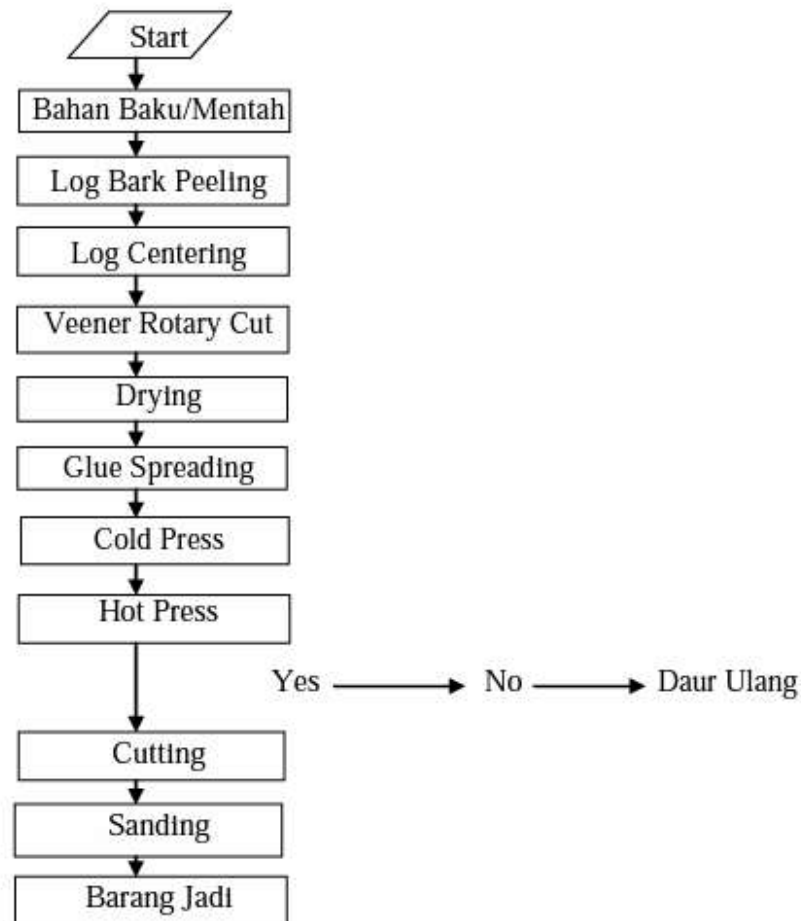 Start
Bahan Baku/Mentah
Log Bark Peeling
Log Centering
Veener Rotary Cut
Drying
Glue Spreading
Cold Press
Hot Press
Yes No Daur Ulang
Cutting
Sanding
Barang Jadi